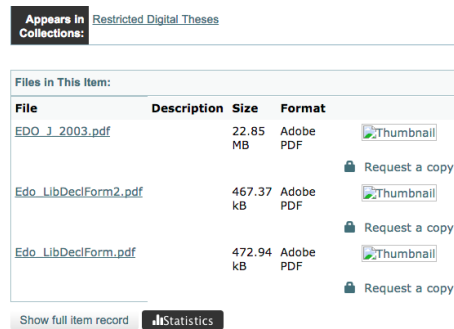 Appears in Restricted Digital Theses
Collections:
Files in This Item:
File Description Size Format
EDO_J_2003.pdf 22.85 Adobe Thumbnail
MB PDF
Request a copy
Edo_LibDeclForm2.pdf 467.37 Adobe Thumbnail
kB PDF
Request a copy
Edo_LibDeclForm.pdf 472.94 Adobe Thumbnail
kB PDF
Request a copy
Show full item record Statistics